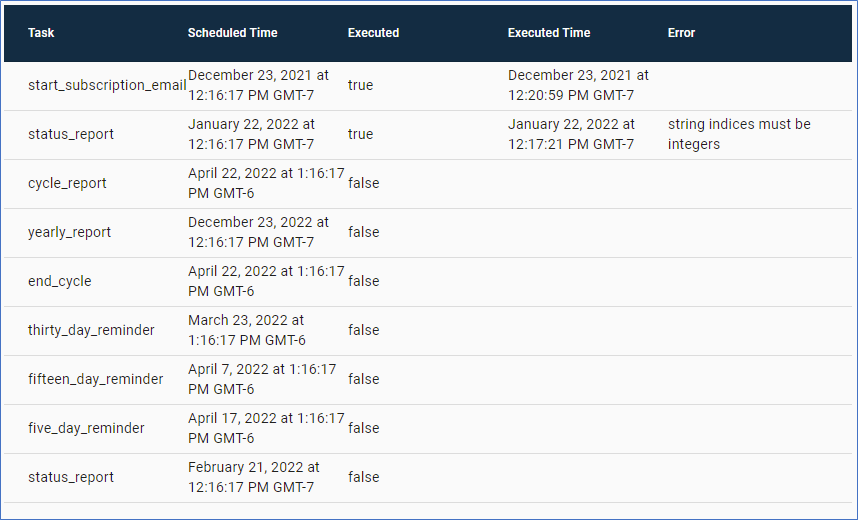 Task Scheduled Time Executed Executed Time Error
December 23, 2021 at December 23, 2021 at
start_subscription_email true
12:16:17 PM GMT-7 12:20:59 PM GMT-7
January 22, 2022 at January 22, 2022 at string indices must be
status_report true
12:16:17 PM GMT-7 12:17:21 PM GMT-7 integers
April 22, 2022 at 1:16:17
cycle_report false
PM GMT-6
December 23, 2022 at
yearly_report false
12:16:17 PM GMT-7
April 22, 2022 at 1:16:17
end_cycle false
PM GMT-6
March 23, 2022 at
thirty_day_reminder false
1:16:17 PM GMT-6
April 7, 2022 at 1:16:17
fifteen_day_reminder false
PM GMT-6
April 17, 2022 at 1:16:17
five_day_reminder false
PM GMT-6
February 21, 2022 at
status_report false
12:16:17 PM GMT-7